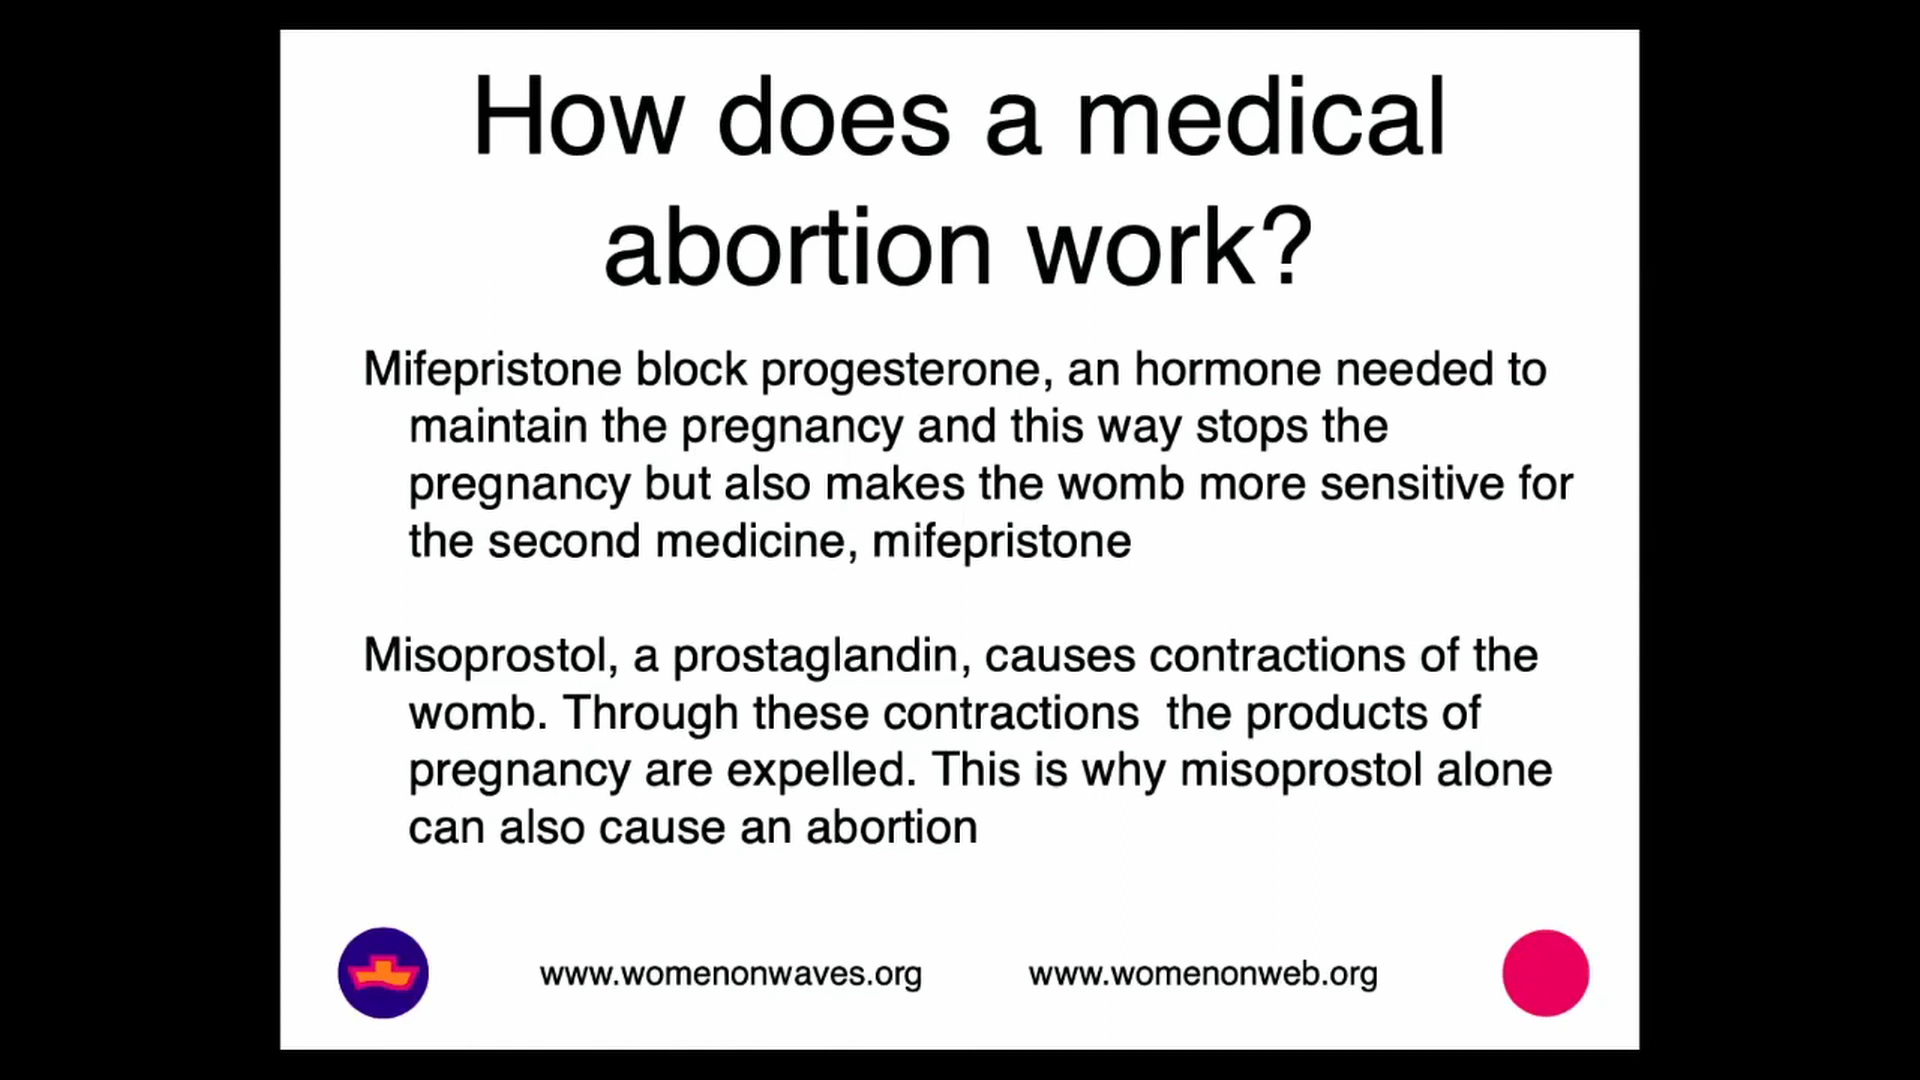 How does a medical
abortion work?
Mifepristone block progesterone, an hormone needed to
maintain the pregnancy and this way stops the
pregnancy but also makes the womb more sensitive for
the second medicine, mifepristone
Misoprostol, a prostaglandin, causes contractions of the
womb. Through these contractions  the products of
pregnancy are expelled. This is why misoprostol alone
can also cause an abortion
www.womenonwaves.org www.womenonweb.org